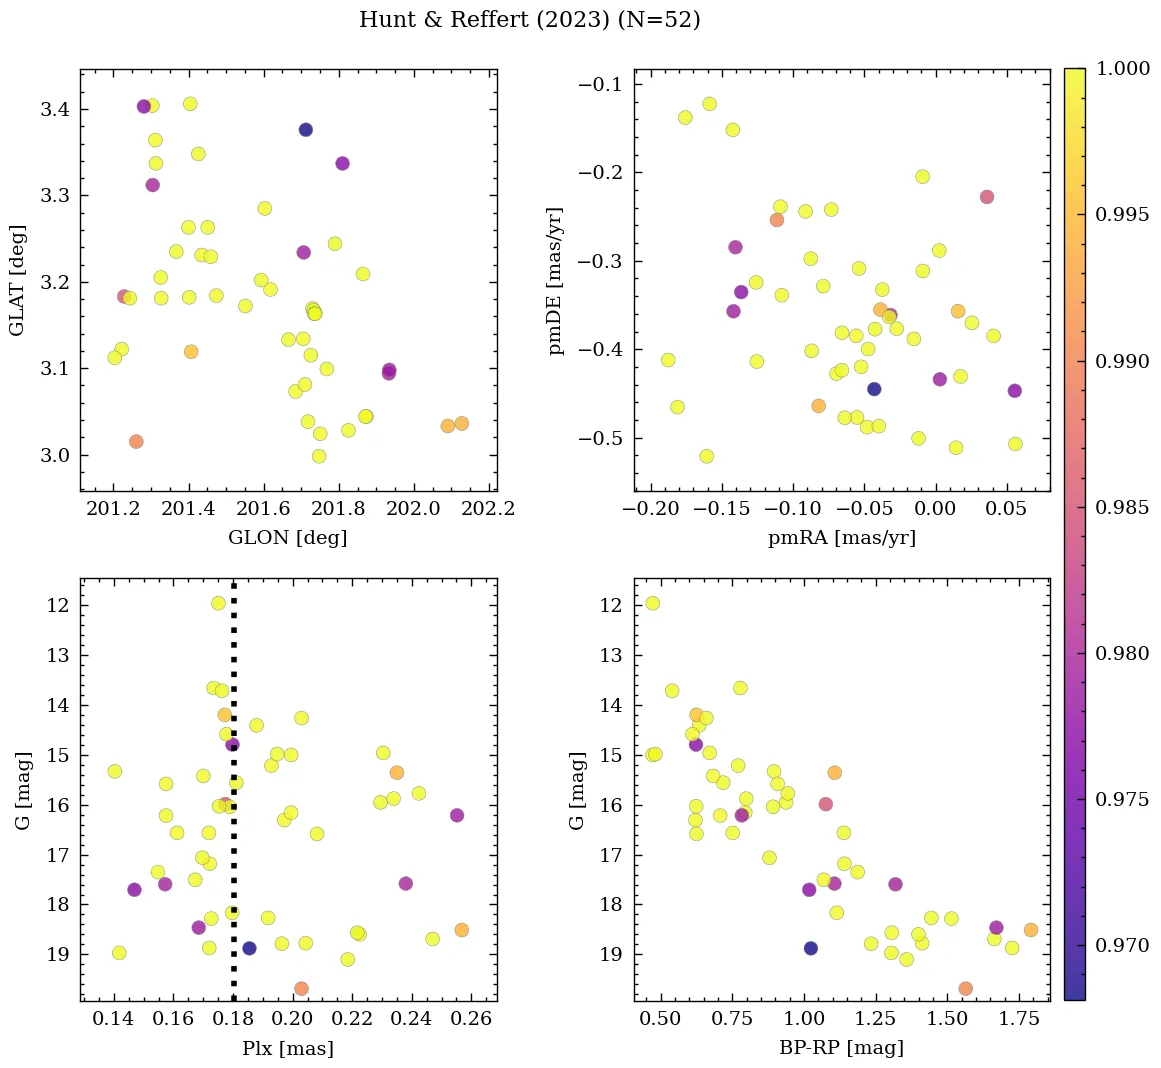 Hunt & Reffert (2023) (N=52)
3.4
3.3
3.2
3.1
3.0
GLAT [deg]
201.2 201.4 201.6 201.8 202.0 202.2
GLON [deg]
−0.1
−0.2
−0.3
−0.4
−0.5
pmDE [mas/yr]
−0.20 −0.15 −0.10 −0.05 0.00 0.05
pmRA [mas/yr]
12
13
14
15
16
17
18
19
G [mag]
0.14 0.16 0.18 0.20 0.22 0.24 0.26
Plx [mas]
12
13
14
15
16
17
18
19
G [mag]
0.50 0.75 1.00 1.25 1.50 1.75
BP-RP [mag]
1.000
0.995
0.990
0.985
0.980
0.975
0.970